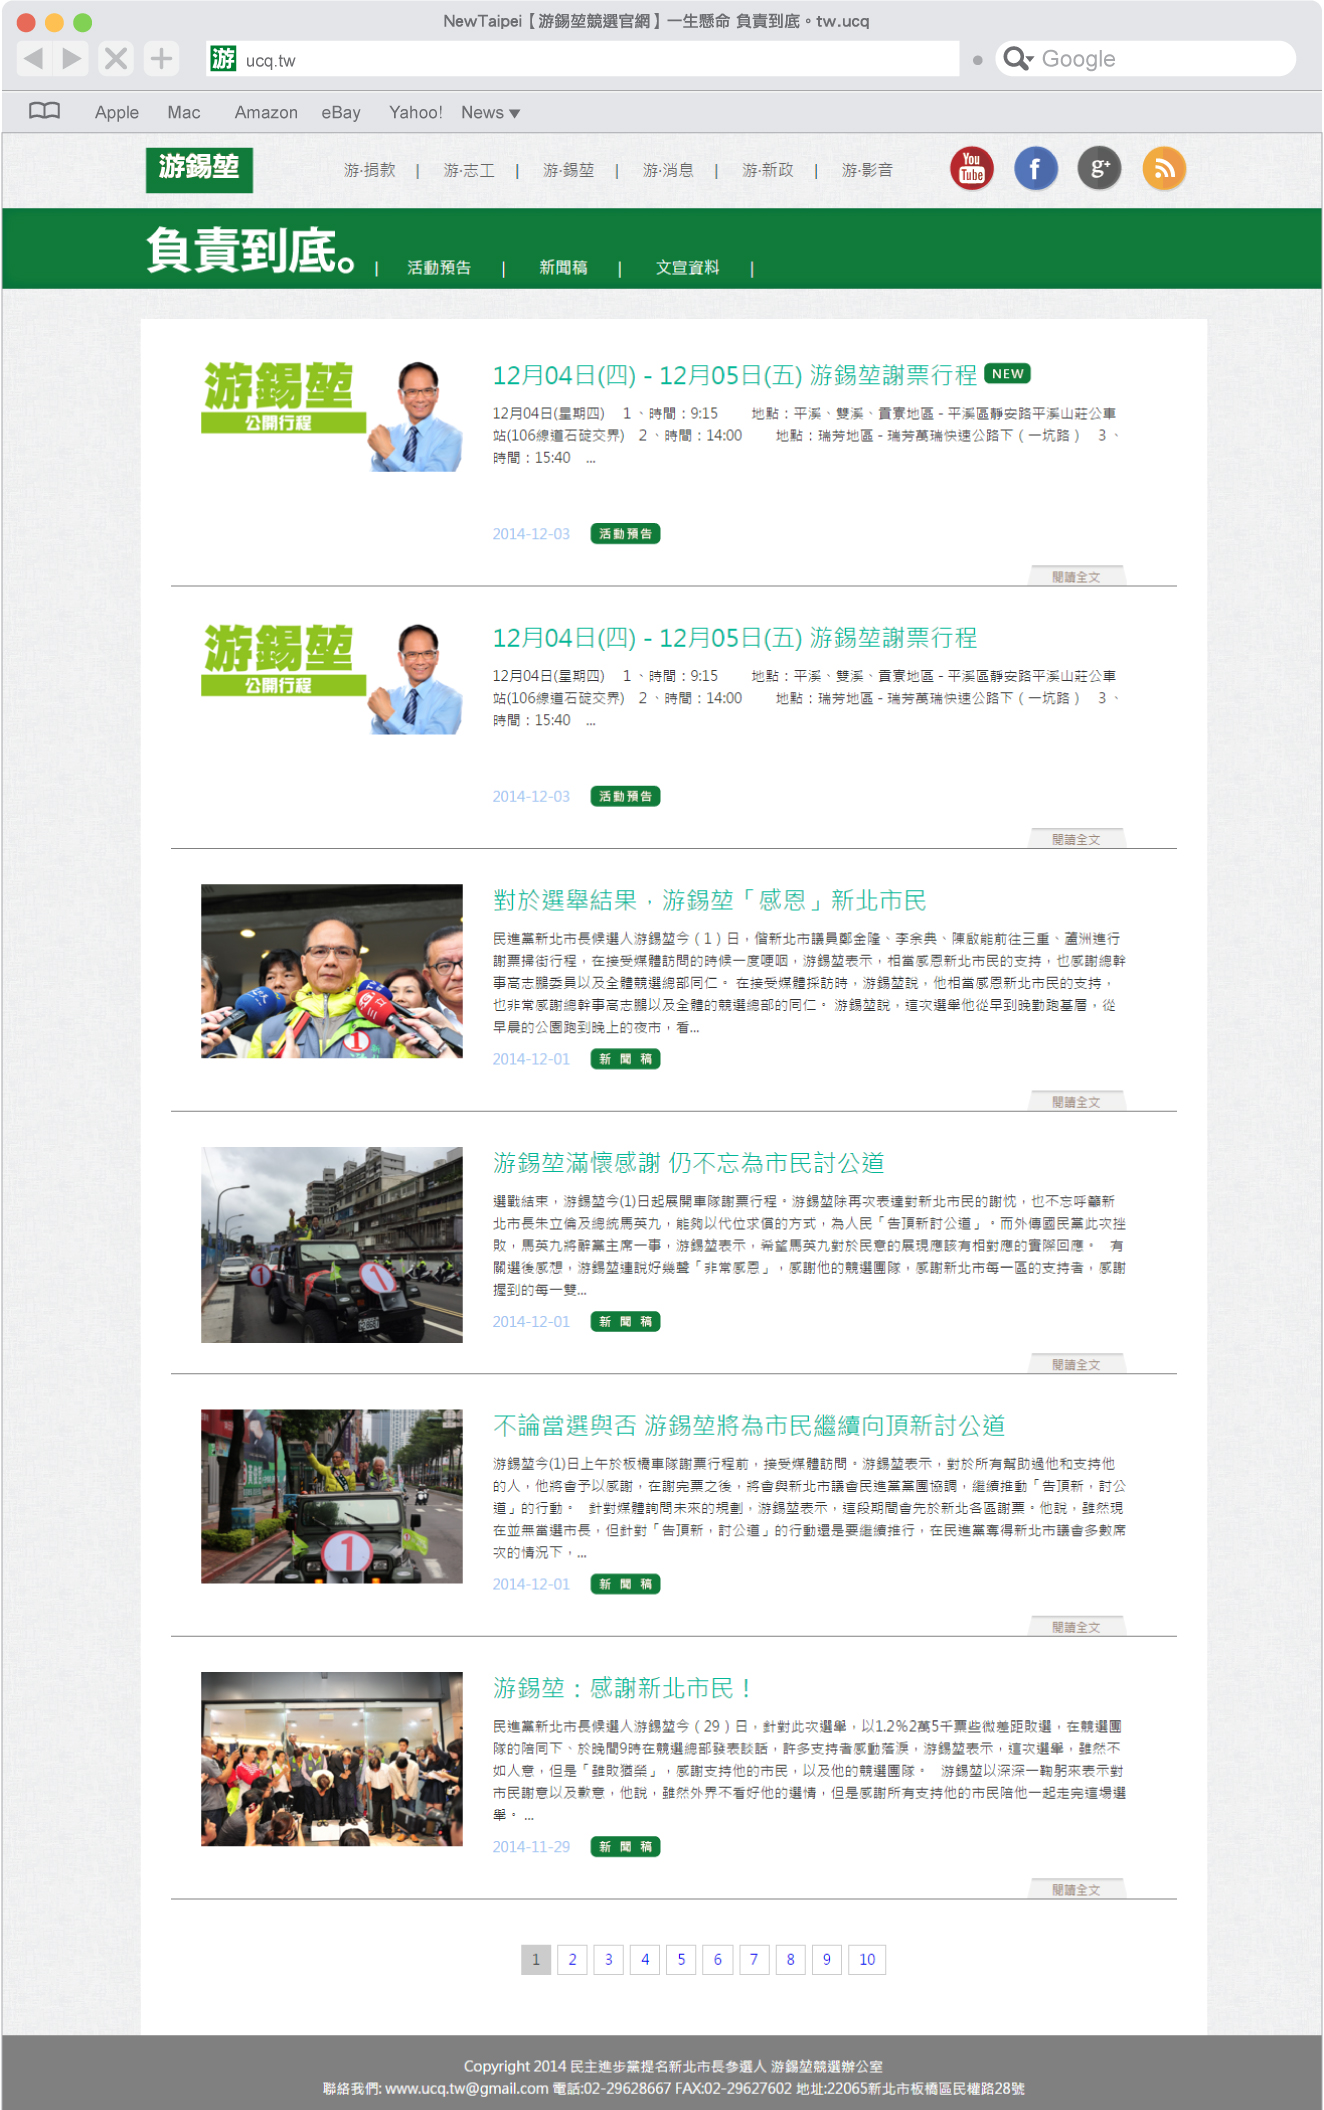 NewTaipei【游錫堃競選官網】一生懸命 負責到底。tw.ucq
游 ucq.tw
Google
Apple Mac Amazon eBay Yahoo! News ▼
游錫堃
游‧捐款 | 游‧志工 | 游‧錫堃 | 游‧消息 | 游‧新政 | 游‧影音
You Tube f g+
負責到底。 | 活動預告 | 新聞稿 | 文宣資料 |
游錫堃
公開行程
12月04日(四) - 12月05日(五) 游錫堃謝票行程 NEW
12月04日(星期四) 1、時間：9:15 地點：平溪、雙溪、貢寮地區 - 平溪區靜安路平溪山莊公車
站(106線道石碇交界) 2、時間：14:00 地點：瑞芳地區 - 瑞芳萬瑞快速公路下（一坑路） 3、
時間：15:40 ...
2014-12-03 活動預告
閱讀全文
游錫堃
公開行程
12月04日(四) - 12月05日(五) 游錫堃謝票行程
12月04日(星期四) 1、時間：9:15 地點：平溪、雙溪、貢寮地區 - 平溪區靜安路平溪山莊公車
站(106線道石碇交界) 2、時間：14:00 地點：瑞芳地區 - 瑞芳萬瑞快速公路下（一坑路） 3、
時間：15:40 ...
2014-12-03 活動預告
閱讀全文
對於選舉結果，游錫堃「感恩」新北市民
民進黨新北市長候選人游錫堃今（1）日，偕新北市議員鄭金隆、李余典、陳啟能前往三重、蘆洲進行
謝票掃街行程，在接受媒體訪問的時候一度哽咽，游錫堃表示，相當感恩新北市民的支持，也感謝總幹
事高志鵬委員以及全體競選總部同仁。 在接受媒體採訪時，游錫堃說，他相當感恩新北市民的支持，
也非常感謝總幹事高志鵬以及全體的競選總部的同仁。 游錫堃說，這次選舉他從早到晚勤跑基層，從
早晨的公園跑到晚上的夜市，看...
2014-12-01 新聞稿
閱讀全文
游錫堃滿懷感謝 仍不忘為市民討公道
選戰結束，游錫堃今(1)日起展開車隊謝票行程。游錫堃除再次表達對新北市民的謝忱，也不忘呼籲新
北市長朱立倫及總統馬英九，能夠以代位求償的方式，為人民「告頂新討公道」。而外傳國民黨此次挫
敗，馬英九將辭黨主席一事，游錫堃表示，希望馬英九對於民意的展現應該有相對應的實際回應。 有
關選後感想，游錫堃連說好幾聲「非常感恩」，感謝他的競選團隊，感謝新北市每一區的支持者，感謝
握到的每一雙...
2014-12-01 新聞稿
閱讀全文
不論當選與否 游錫堃將為市民繼續向頂新討公道
游錫堃今(1)日上午於板橋車隊謝票行程前，接受媒體訪問。游錫堃表示，對於所有幫助過他和支持他
的人，他將會予以感謝，在謝完票之後，將會與新北市議會民進黨黨團協調，繼續推動「告頂新，討公
道」的行動。 針對媒體詢問未來的規劃，游錫堃表示，這段期間會先於新北各區謝票。他說，雖然現
在並無當選市長，但針對「告頂新，討公道」的行動還是要繼續推行，在民進黨奪得新北市議會多數席
次的情況下，...
2014-12-01 新聞稿
閱讀全文
游錫堃：感謝新北市民！
民進黨新北市長候選人游錫堃今（29）日，針對此次選舉，以1.2%2萬5千票些微差距敗選，在競選團
隊的陪同下、於晚間9時在競選總部發表談話，許多支持者感動落淚，游錫堃表示，這次選舉，雖然不
如人意，但是「雖敗猶榮」，感謝支持他的市民，以及他的競選團隊。 游錫堃以深深一鞠躬來表示對
市民謝意以及歉意，他說，雖然外界不看好他的選情，但是感謝所有支持他的市民陪他一起走完這場選
舉。 ...
2014-11-29 新聞稿
閱讀全文
1 2 3 4 5 6 7 8 9 10
Copyright 2014 民主進步黨提名新北市長參選人 游錫堃競選辦公室
聯絡我們: www.ucq.tw@gmail.com 電話:02-29628667 FAX:02-29627602 地址:22065新北市板橋區民權路28號